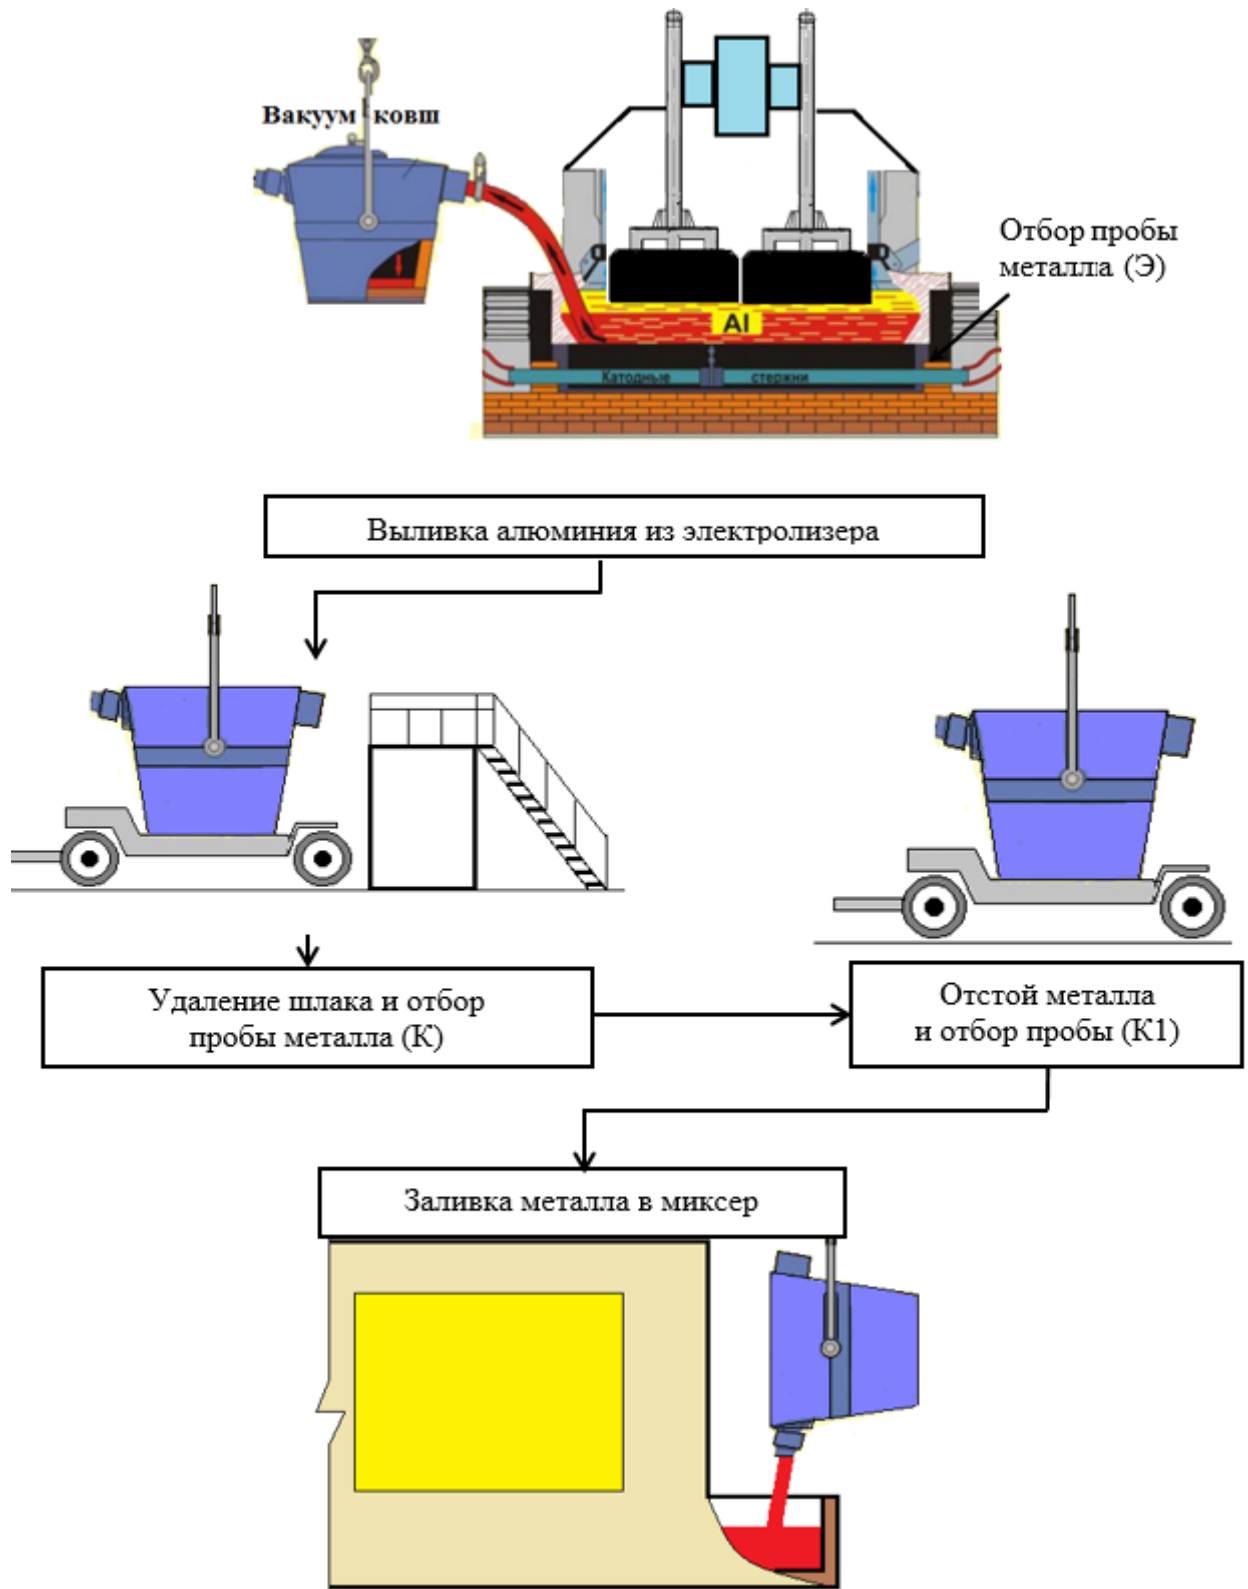 Вакуум ковш
Отбор пробы
металла (Э)
Al
Катодные стержни
Выливка алюминия из электролизера
Удаление шлака и отбор
пробы металла (К)
Отстой металла
и отбор пробы (К1)
Заливка металла в миксер